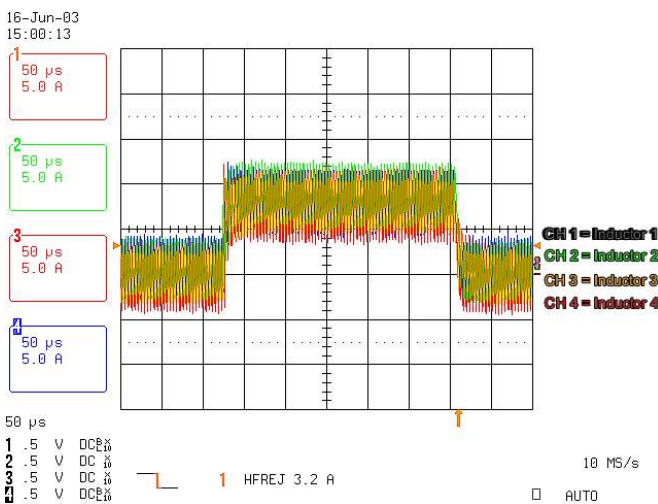 16-Jun-03
15:00:13
1
50 µs
5.0 A
2
50 µs
5.0 A
3
50 µs
5.0 A
4
50 µs
5.0 A
CH 1 = Inductor 1
CH 2 = Inductor 2
CH 3 = Inductor 3
CH 4 = Inductor 4
50 µs
1 .5 V DC
2 .5 V DC
3 .5 V DC
4 .5 V DC
1 HFREJ 3.2 A
10 MS/s
AUTO